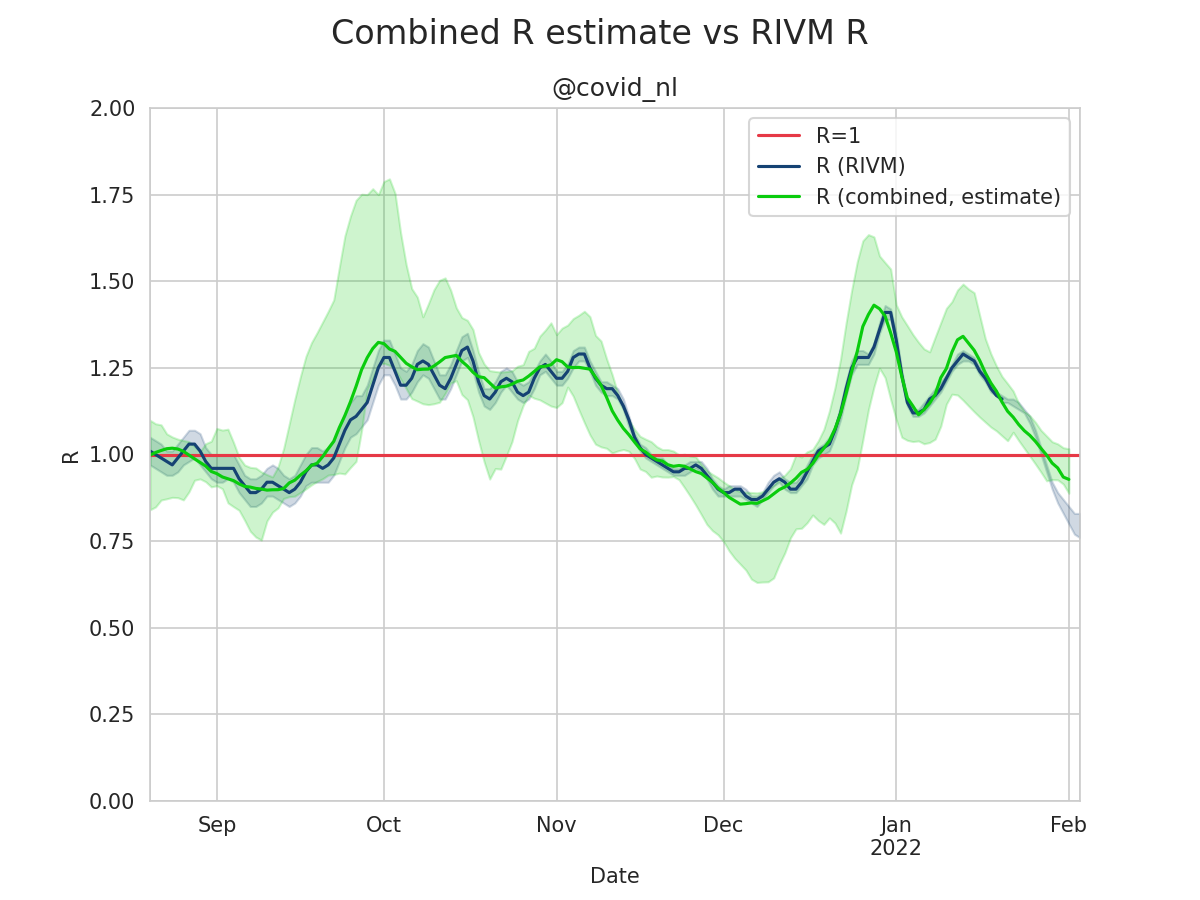 Combined R estimate vs RIVM R
@covid_nl
2.00
1.75
1.50
1.25
1.00
0.75
0.50
0.25
0.00
R
R=1
R (RIVM)
R (combined, estimate)
Sep
Oct
Nov
Dec
Jan
2022
Feb
Date